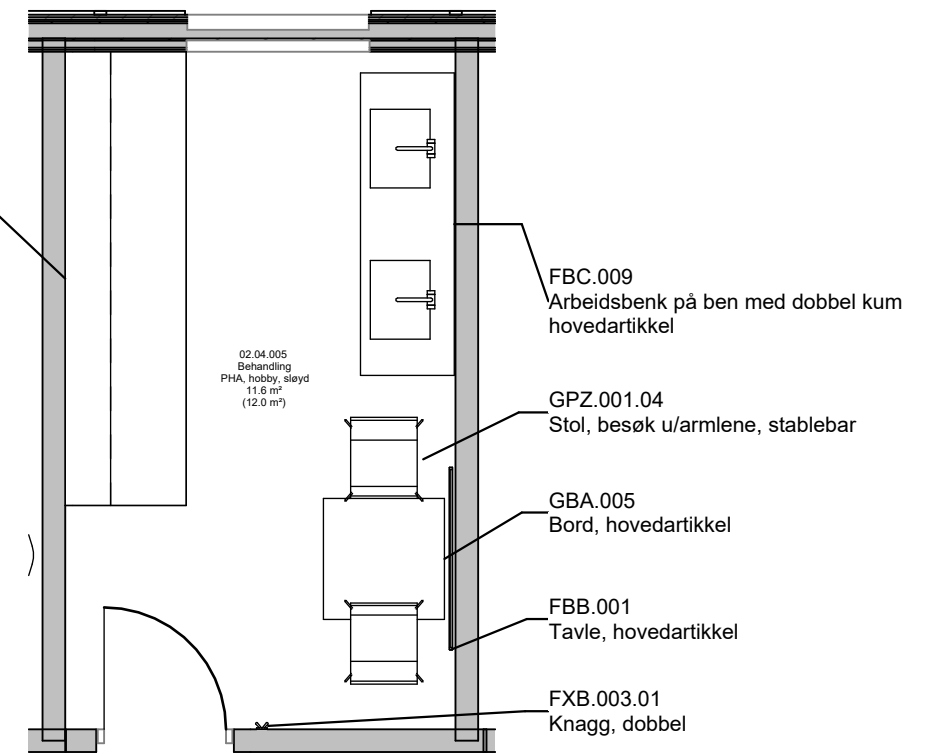 02.04.005
Behandling
PHA, hobby, sløyd
11.6 m²
(12.0 m²)
FBC.009
Arbeidsbenk på ben med dobbel kum
hovedartikkel
GPZ.001.04
Stol, besøk u/armlene, stablebar
GBA.005
Bord, hovedartikkel
FBB.001
Tavle, hovedartikkel
FXB.003.01
Knagg, dobbel